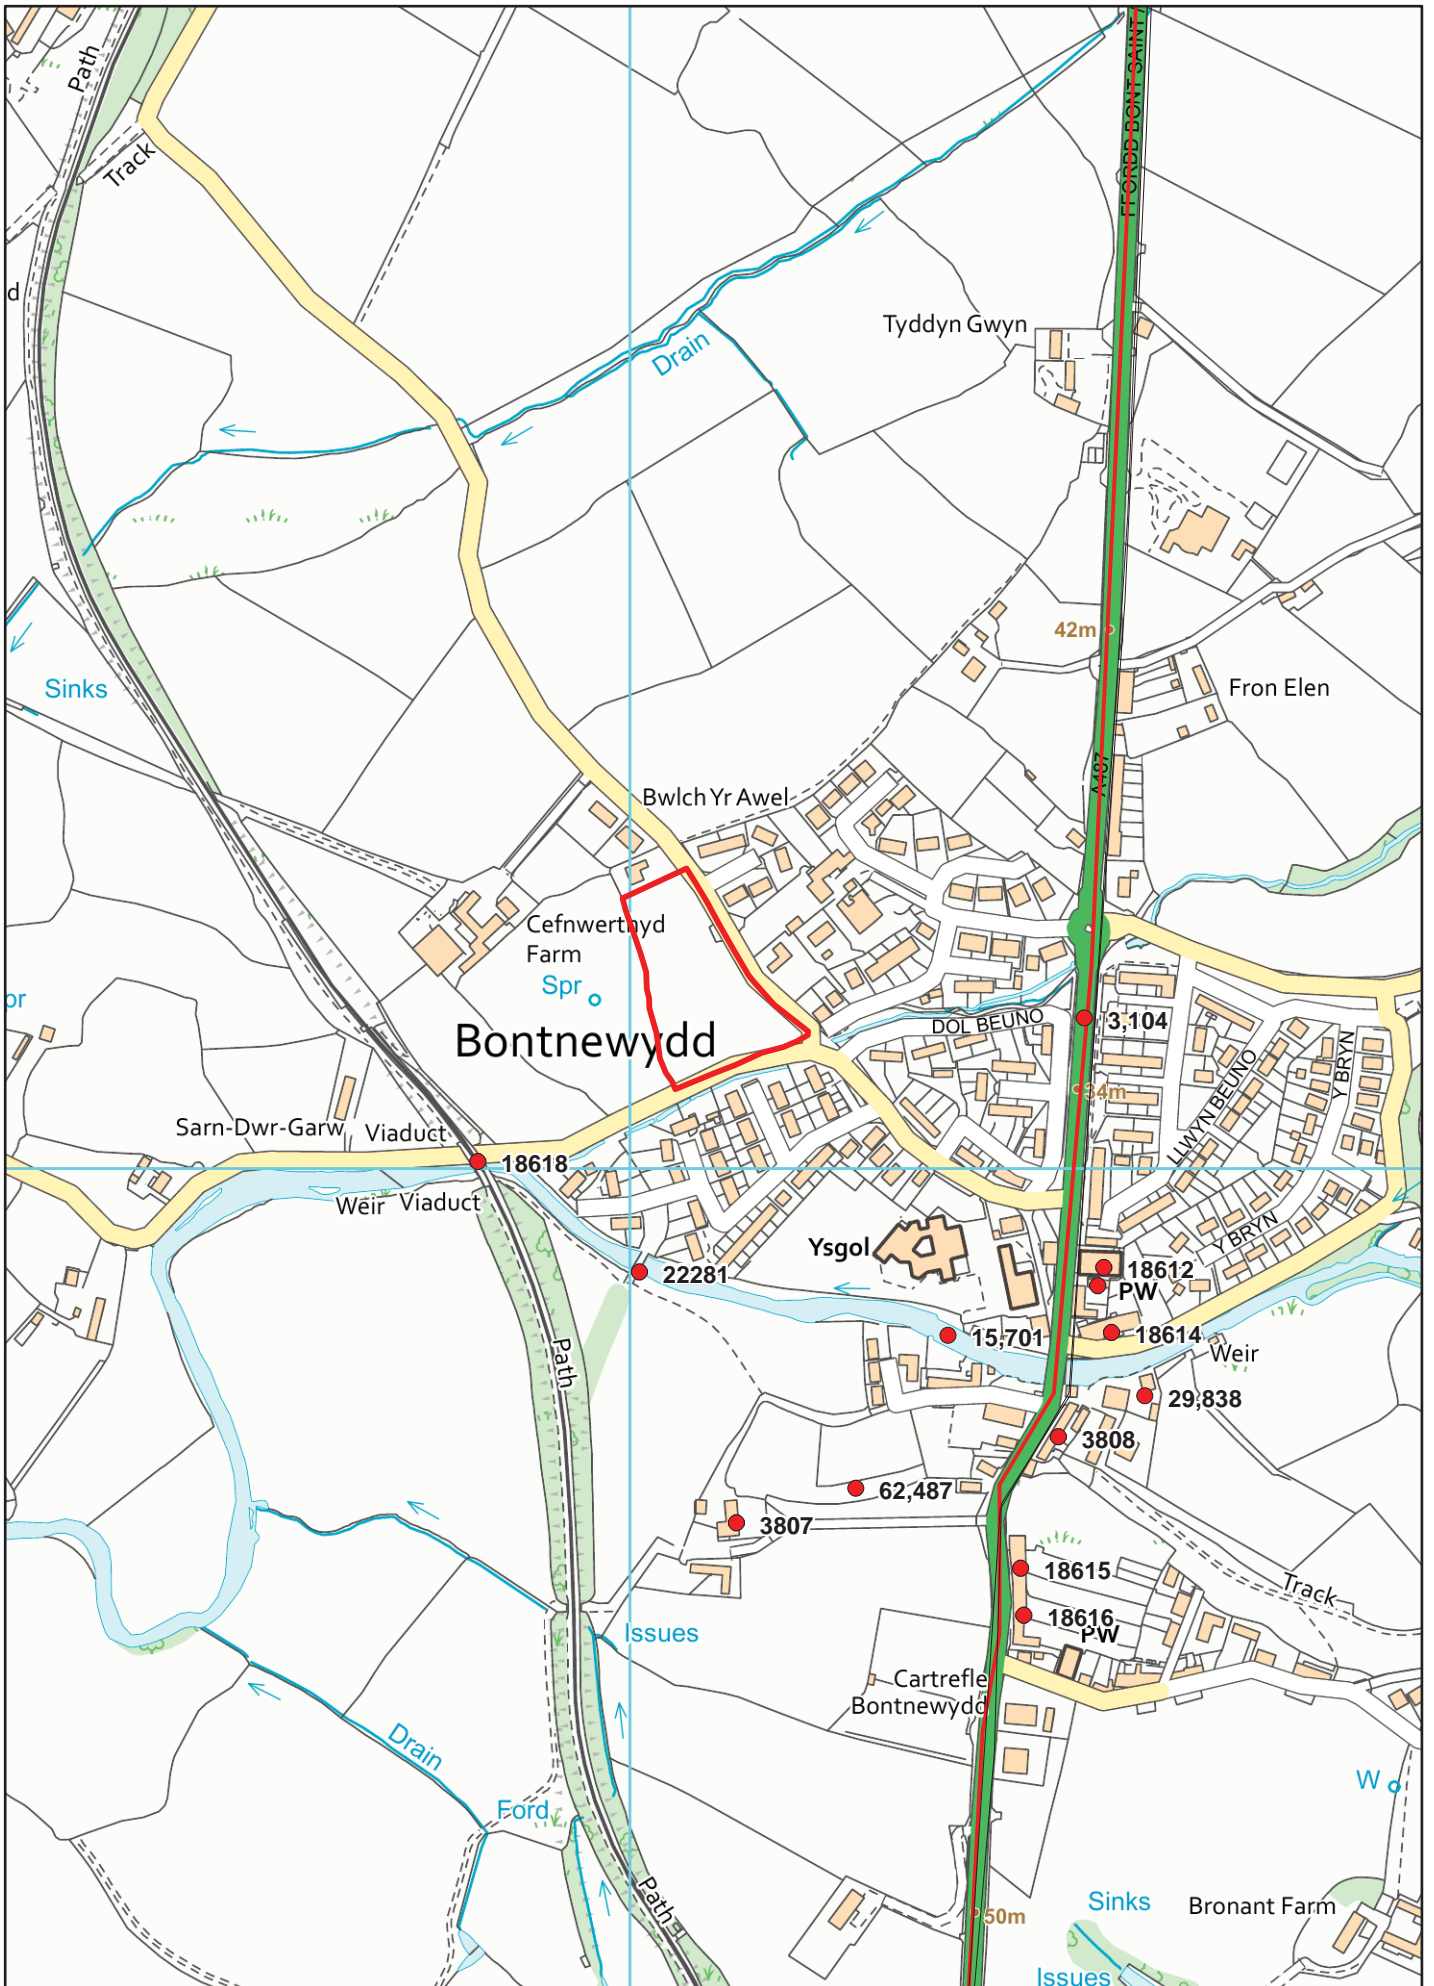 Path
Track
FFORDD BONT SAINT
d
Tyddyn Gwyn
Drain
42m
Sinks
Fron Elen
A487
Bwlch Yr Awel
Cefnwerthyd
Farm
Spr
pr
Bontnewydd
DOL BEUNO
3,104
34m
Y BRYN
LLWYN BEUNO
Sarn-Dwr-Garw
Viaduct
18618
Weir
Viaduct
Y BRYN
Ysgol
22281
18612
PW
15,701
18614
Weir
Path
29,838
3808
62,487
3807
18615
Track
18616
PW
Issues
Cartrefle
Bontnewydd
Drain
W
Ford
Path
Sinks
Bronant Farm
50m
Issues